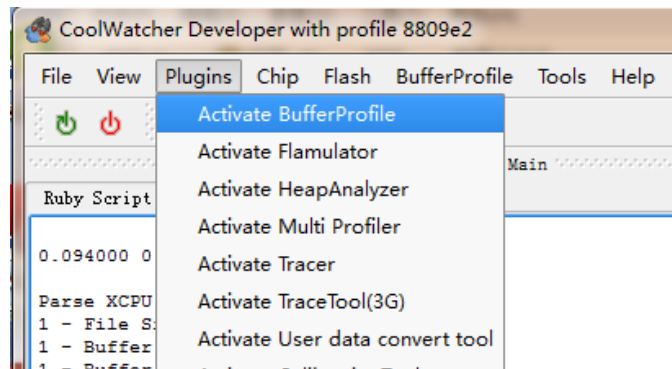 CoolWatcher Developer with profile 8809e2
File View Plugins Chip Flash BufferProfile Tools Help
Activate BufferProfile
Activate Flamulator
Main
Activate HeapAnalyzer
Ruby Script
Activate Multi Profiler
0.094000 0
Activate Tracer
Parse XCPU
Activate TraceTool(3G)
1 - File
1 - Buffer
Activate User data convert tool